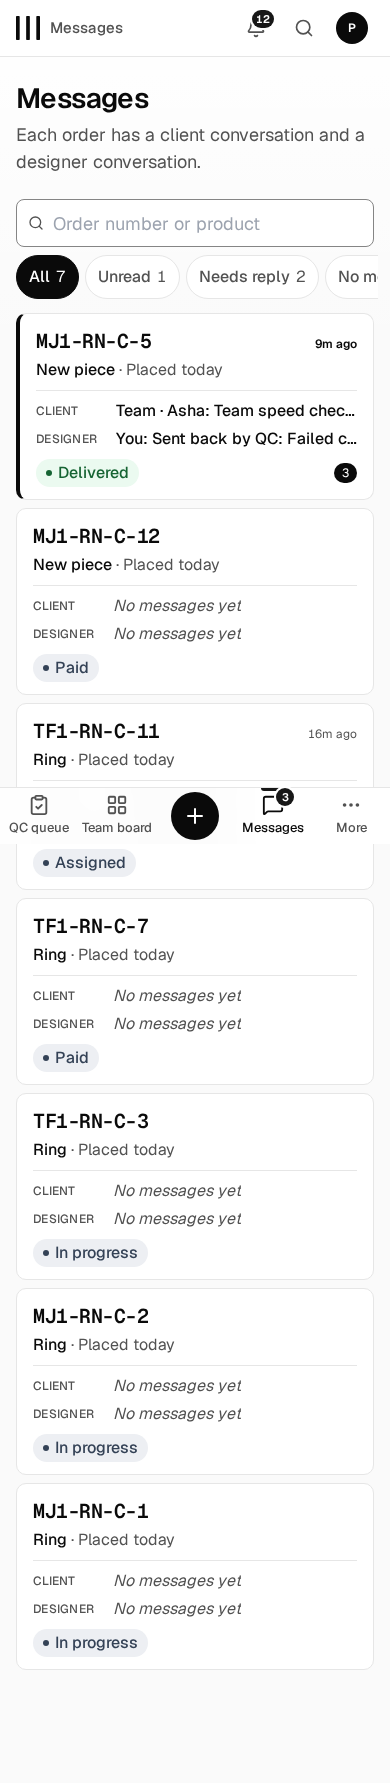 Messages
12
P
Messages
Each order has a client conversation and a
designer conversation.
Order number or product
All 7
Unread 1
Needs reply 2
No m
MJ1-RN-C-5
9m ago
New piece · Placed today
CLIENT
Team · Asha: Team speed chec...
DESIGNER
You: Sent back by QC: Failed c...
Delivered
3
MJ1-RN-C-12
New piece · Placed today
CLIENT
No messages yet
DESIGNER
No messages yet
Paid
TF1-RN-C-11
16m ago
Ring · Placed today
QC queue
Team board
3
Messages
More
Assigned
TF1-RN-C-7
Ring · Placed today
CLIENT
No messages yet
DESIGNER
No messages yet
Paid
TF1-RN-C-3
Ring · Placed today
CLIENT
No messages yet
DESIGNER
No messages yet
In progress
MJ1-RN-C-2
Ring · Placed today
CLIENT
No messages yet
DESIGNER
No messages yet
In progress
MJ1-RN-C-1
Ring · Placed today
CLIENT
No messages yet
DESIGNER
No messages yet
In progress